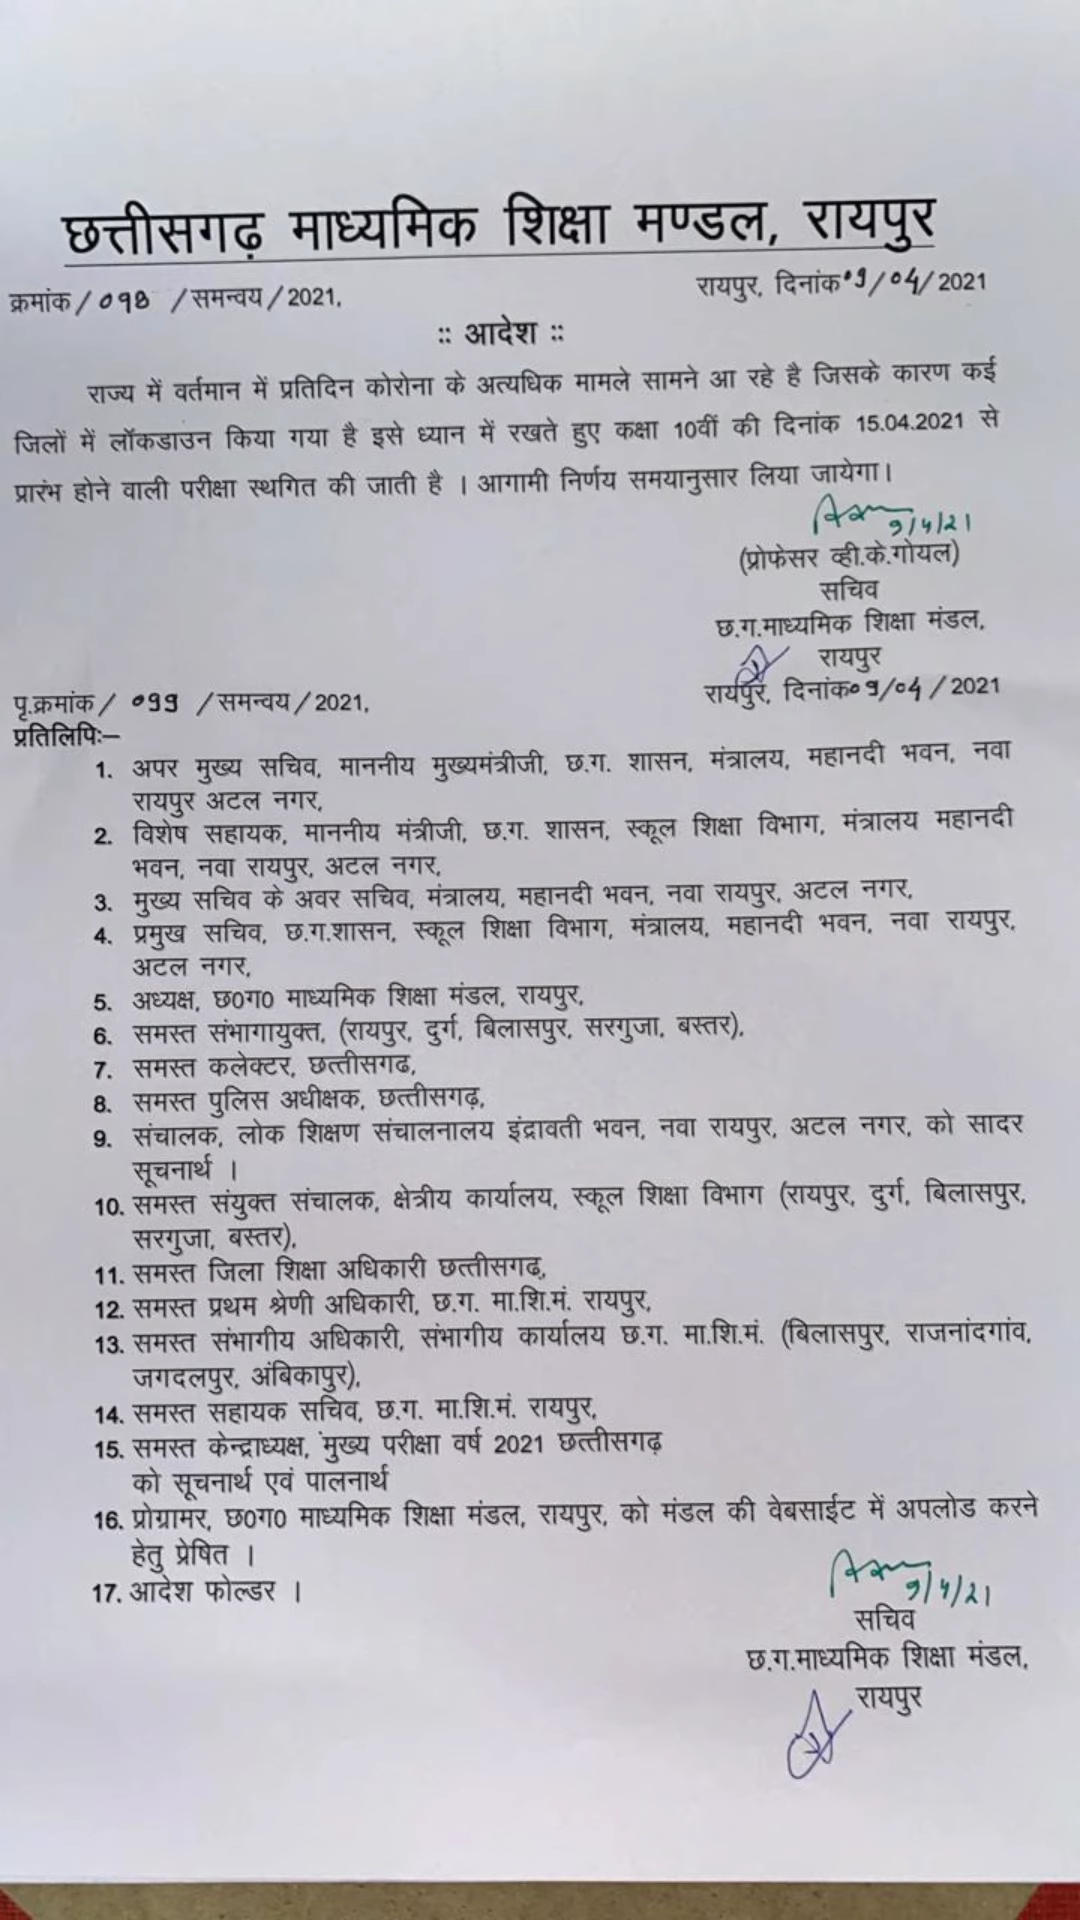 छत्तीसगढ़ माध्यमिक शिक्षा मण्डल, रायपुर
क्रमांक / 098 / समन्वय / 2021, रायपुर, दिनांक 09/04/2021
:: आदेश ::
राज्य में वर्तमान में प्रतिदिन कोरोना के अत्यधिक मामले सामने आ रहे है जिसके कारण कई
जिलों में लॉकडाउन किया गया है इसे ध्यान में रखते हुए कक्षा 10वीं की दिनांक 15.04.2021 से
प्रारंभ होने वाली परीक्षा स्थगित की जाती है । आगामी निर्णय समयानुसार लिया जायेगा।
9/4/21
(प्रोफेसर व्ही.के.गोयल)
सचिव
छ.ग.माध्यमिक शिक्षा मंडल,
रायपुर
पृ.क्रमांक / 099 / समन्वय / 2021, रायपुर, दिनांक 09/04/2021
प्रतिलिपिः–
1. अपर मुख्य सचिव, माननीय मुख्यमंत्रीजी, छ.ग. शासन, मंत्रालय, महानदी भवन, नवा
रायपुर अटल नगर,
2. विशेष सहायक, माननीय मंत्रीजी, छ.ग. शासन, स्कूल शिक्षा विभाग, मंत्रालय महानदी
भवन, नवा रायपुर, अटल नगर,
3. मुख्य सचिव के अवर सचिव, मंत्रालय, महानदी भवन, नवा रायपुर, अटल नगर,
4. प्रमुख सचिव, छ.ग.शासन, स्कूल शिक्षा विभाग, मंत्रालय, महानदी भवन, नवा रायपुर,
अटल नगर,
5. अध्यक्ष, छ0ग0 माध्यमिक शिक्षा मंडल, रायपुर,
6. समस्त संभागायुक्त, (रायपुर, दुर्ग, बिलासपुर, सरगुजा, बस्तर),
7. समस्त कलेक्टर, छत्तीसगढ,
8. समस्त पुलिस अधीक्षक, छत्तीसगढ़,
9. संचालक, लोक शिक्षण संचालनालय इंद्रावती भवन, नवा रायपुर, अटल नगर, को सादर
सूचनार्थ ।
10. समस्त संयुक्त संचालक, क्षेत्रीय कार्यालय, स्कूल शिक्षा विभाग (रायपुर, दुर्ग, बिलासपुर,
सरगुजा, बस्तर),
11. समस्त जिला शिक्षा अधिकारी छत्तीसगढ,
12. समस्त प्रथम श्रेणी अधिकारी, छ.ग. मा.शि.मं. रायपुर,
13. समस्त संभागीय अधिकारी, संभागीय कार्यालय छ.ग. मा.शि.मं. (बिलासपुर, राजनांदगांव,
जगदलपुर, अंबिकापुर),
14. समस्त सहायक सचिव, छ.ग. मा.शि.मं. रायपुर,
15. समस्त केन्द्राध्यक्ष, मुख्य परीक्षा वर्ष 2021 छत्तीसगढ़
को सूचनार्थ एवं पालनार्थ
16. प्रोग्रामर, छ0ग0 माध्यमिक शिक्षा मंडल, रायपुर, को मंडल की वेबसाईट में अपलोड करने
हेतु प्रेषित ।
17. आदेश फोल्डर ।
9/4/21
सचिव
छ.ग.माध्यमिक शिक्षा मंडल,
रायपुर